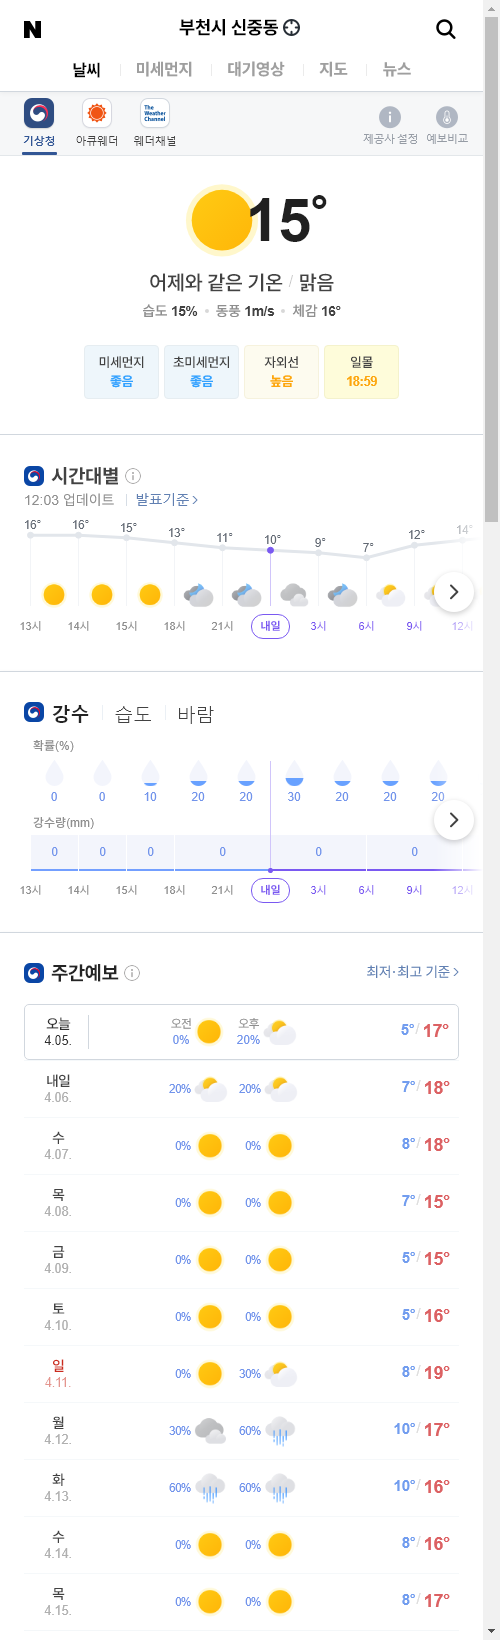 N
부천시 신중동
날씨 미세먼지 대기영상 지도 뉴스
The Weather Channel
기상청 아큐웨더 웨더채널 제공사 설정 예보비교
15°
어제와 같은 기온 / 맑음
습도 15% 동풍 1m/s 체감 16°
미세먼지 초미세먼지 자외선 일몰
좋음 좋음 높음 18:59
시간대별
12:03 업데이트 발표기준
16° 16° 15° 13° 11° 10° 9° 7° 12° 14°
13시 14시 15시 18시 21시 내일 3시 6시 9시 12시
강수 습도 바람
확률(%)
0 0 10 20 20 30 20 20 20
강수량(mm)
0 0 0 0 0 0
13시 14시 15시 18시 21시 내일 3시 6시 9시 12시
주간예보 최저·최고 기준
오늘 4.05. 오전 0% 오후 20% 5°/ 17°
내일 4.06. 20% 20% 7°/ 18°
수 4.07. 0% 0% 8°/ 18°
목 4.08. 0% 0% 7°/ 15°
금 4.09. 0% 0% 5°/ 15°
토 4.10. 0% 0% 5°/ 16°
일 4.11. 0% 30% 8°/ 19°
월 4.12. 30% 60% 10°/ 17°
화 4.13. 60% 60% 10°/ 16°
수 4.14. 0% 0% 8°/ 16°
목 4.15. 0% 0% 8°/ 17°